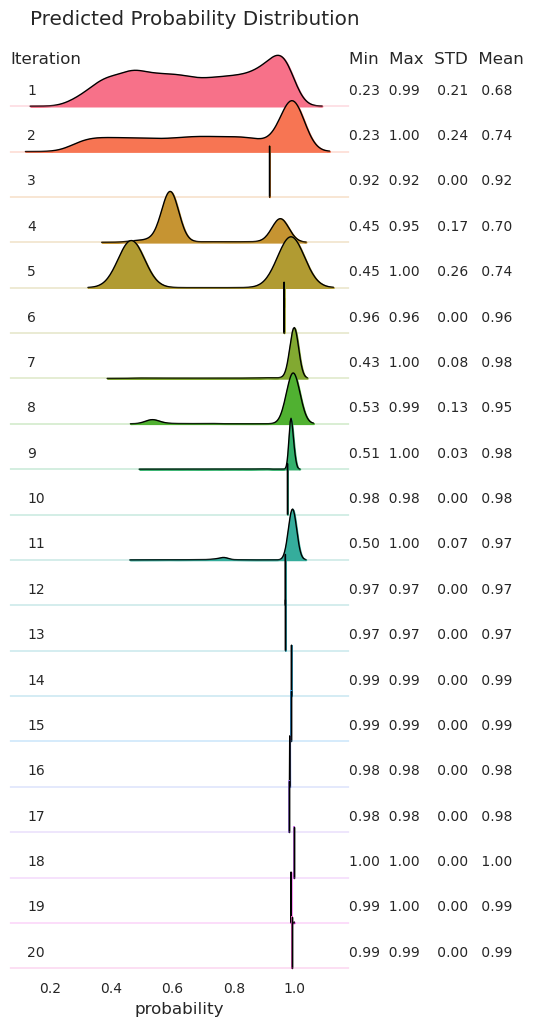 Predicted Probability Distribution
Iteration Min Max STD Mean
1 0.23 0.99 0.21 0.68
2 0.23 1.00 0.24 0.74
3 0.92 0.92 0.00 0.92
4 0.45 0.95 0.17 0.70
5 0.45 1.00 0.26 0.74
6 0.96 0.96 0.00 0.96
7 0.43 1.00 0.08 0.98
8 0.53 0.99 0.13 0.95
9 0.51 1.00 0.03 0.98
10 0.98 0.98 0.00 0.98
11 0.50 1.00 0.07 0.97
12 0.97 0.97 0.00 0.97
13 0.97 0.97 0.00 0.97
14 0.99 0.99 0.00 0.99
15 0.99 0.99 0.00 0.99
16 0.98 0.98 0.00 0.98
17 0.98 0.98 0.00 0.98
18 1.00 1.00 0.00 1.00
19 0.99 1.00 0.00 0.99
20 0.99 0.99 0.00 0.99
0.2 0.4 0.6 0.8 1.0
probability